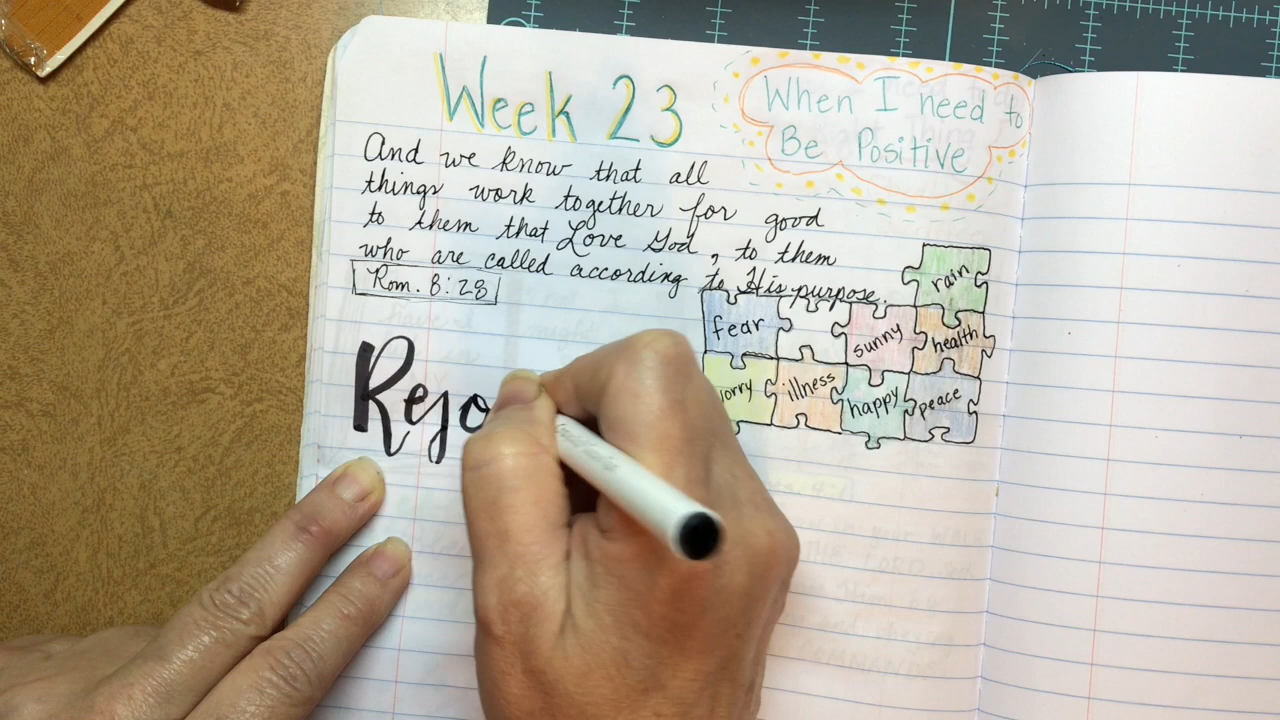 Week 23
When I need to
Be Positive
And we know that all
things work together for good
to them that Love God, to them
who are called according to His purpose.
Rom. 8:28
rain
fear
sunny
health
orry
illness
happy
peace
Rejo